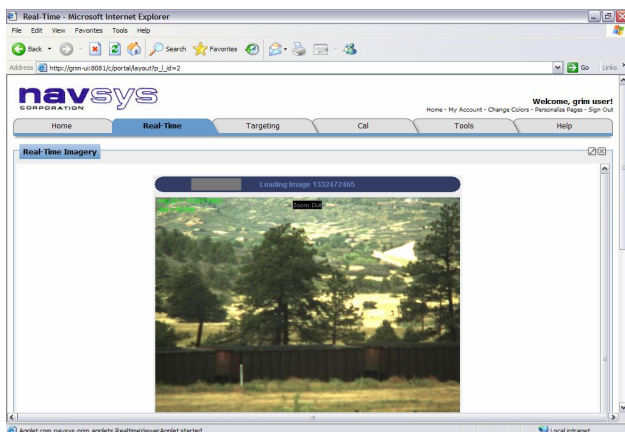 Real-Time - Microsoft Internet Explorer
File Edit View Favorites Tools Help
Back Search Favorites
Address http://grim-ui:8081/c/portal/layout?p_l_id=2 Go Links
navsys
CORPORATION
Welcome, grim user!
Home - My Account - Change Colors - Personalize Pages - Sign Out
Home Real-Time Targeting Cal Tools Help
Real-Time Imagery
Loading Image 1332472465
Zoom Out
Applet com.navsys.grim.applets.RealtimeViewerApplet started Local intranet